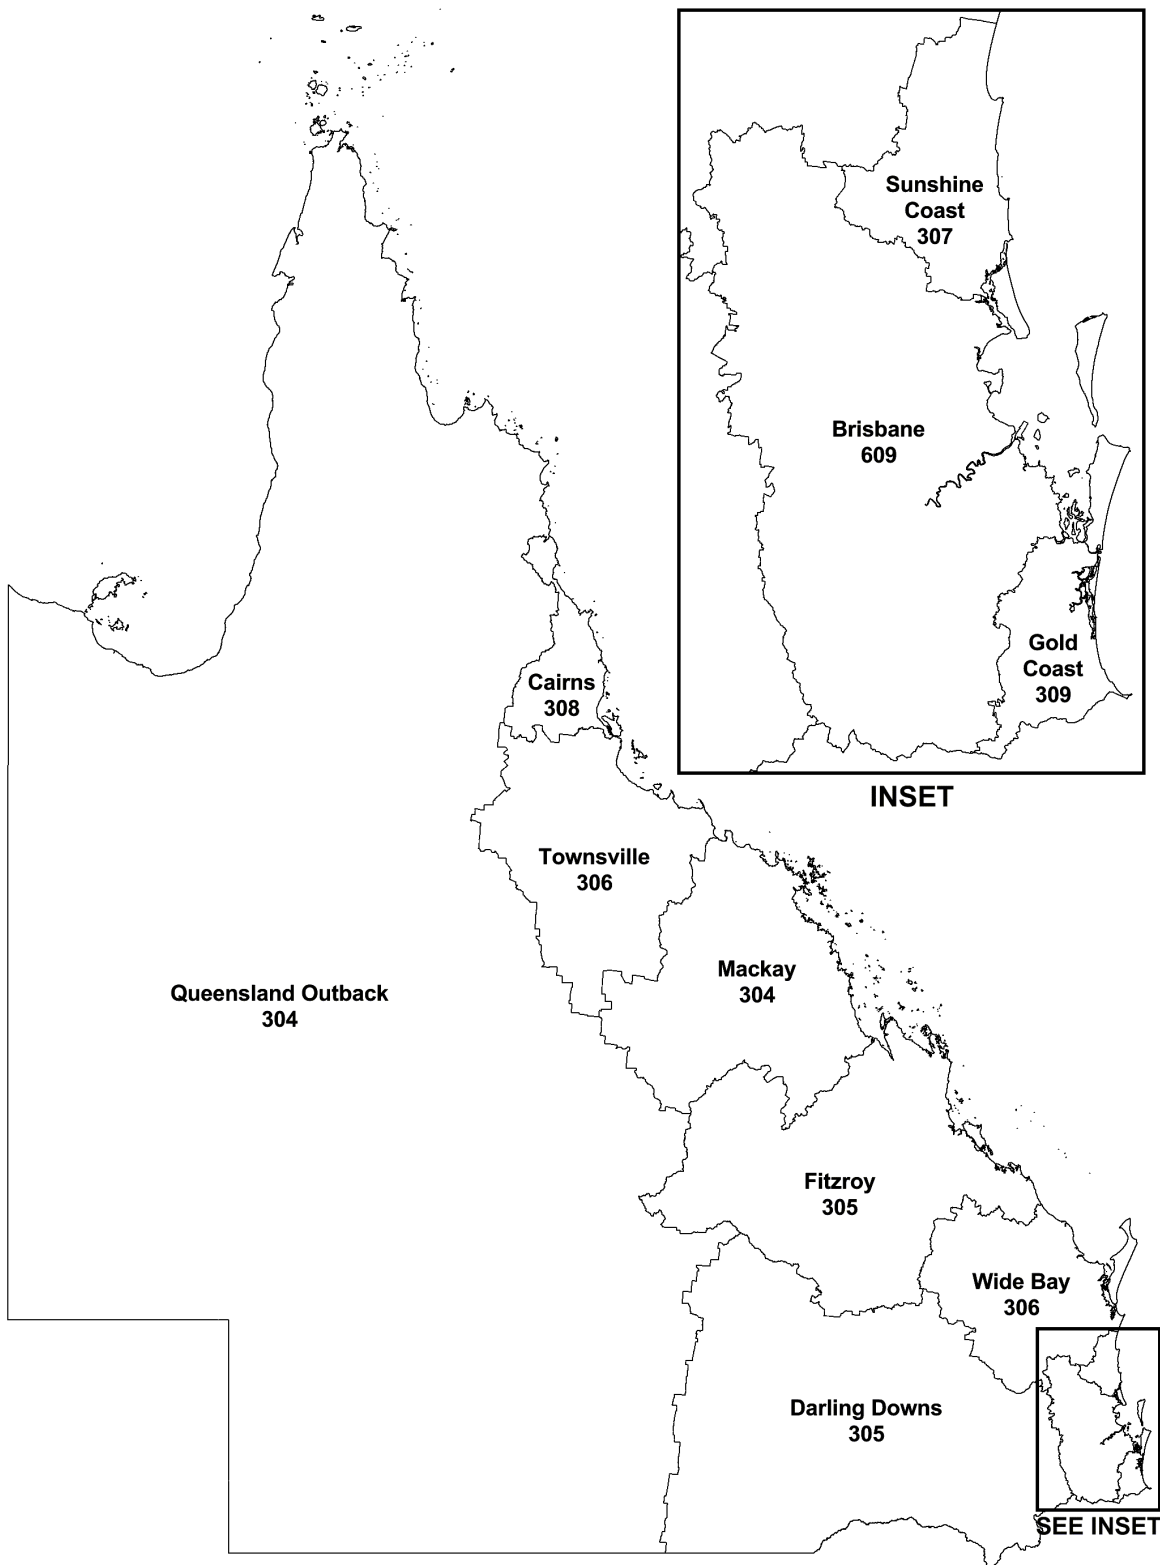 Sunshine
Coast
307
Brisbane
609
Gold
Coast
309
INSET
Cairns
308
Townsville
306
Mackay
304
Queensland Outback
304
Fitzroy
305
Wide Bay
306
Darling Downs
305
SEE INSET